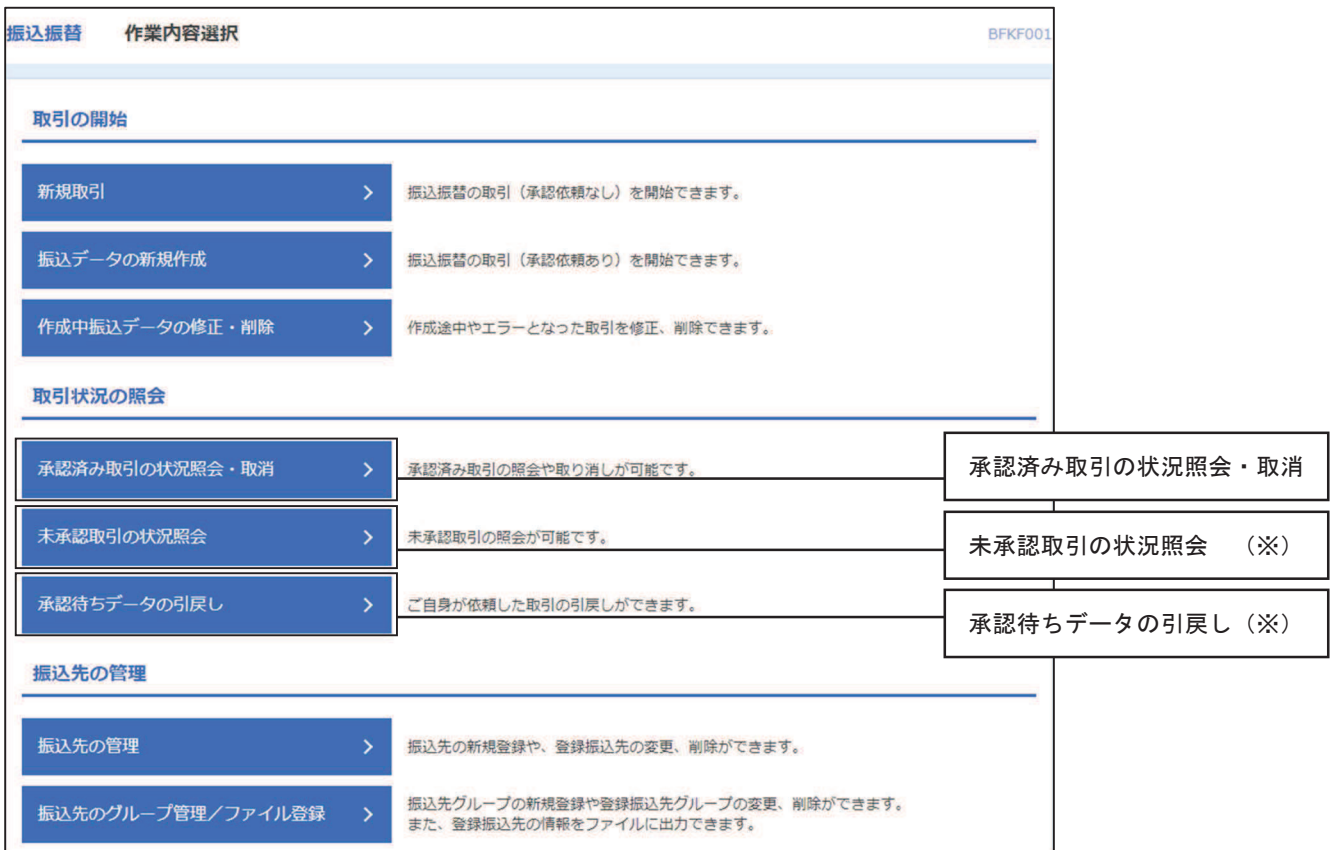 振込振替 作業内容選択 BFKF001
取引の開始
新規取引 振込振替の取引（承認依頼なし）を開始できます。
振込データの新規作成 振込振替の取引（承認依頼あり）を開始できます。
作成中振込データの修正・削除 作成途中やエラーとなった取引を修正、削除できます。
取引状況の照会
承認済み取引の状況照会・取消 承認済み取引の照会や取り消しが可能です。 承認済み取引の状況照会・取消
未承認取引の状況照会 未承認取引の照会が可能です。 未承認取引の状況照会 （※）
承認待ちデータの引戻し ご自身が依頼した取引の引戻しができます。 承認待ちデータの引戻し（※）
振込先の管理
振込先の管理 振込先の新規登録や、登録振込先の変更、削除ができます。
振込先のグループ管理／ファイル登録 振込先グループの新規登録や登録振込先グループの変更、削除ができます。
また、登録振込先の情報をファイルに出力できます。